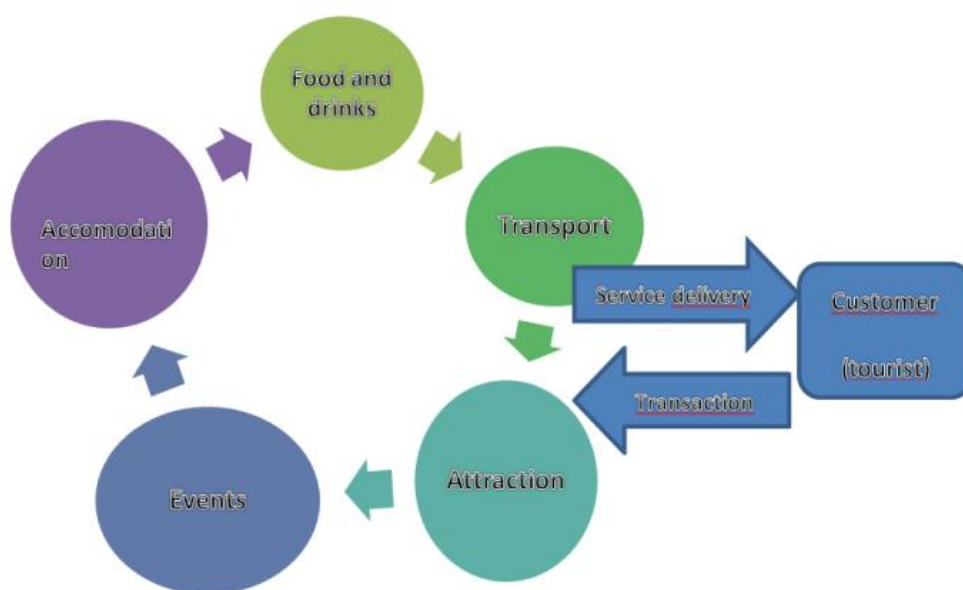 Food and
drinks
Accomodati
on
Transport
Service delivery
Customer
(tourist)
Transaction
Attraction
Events